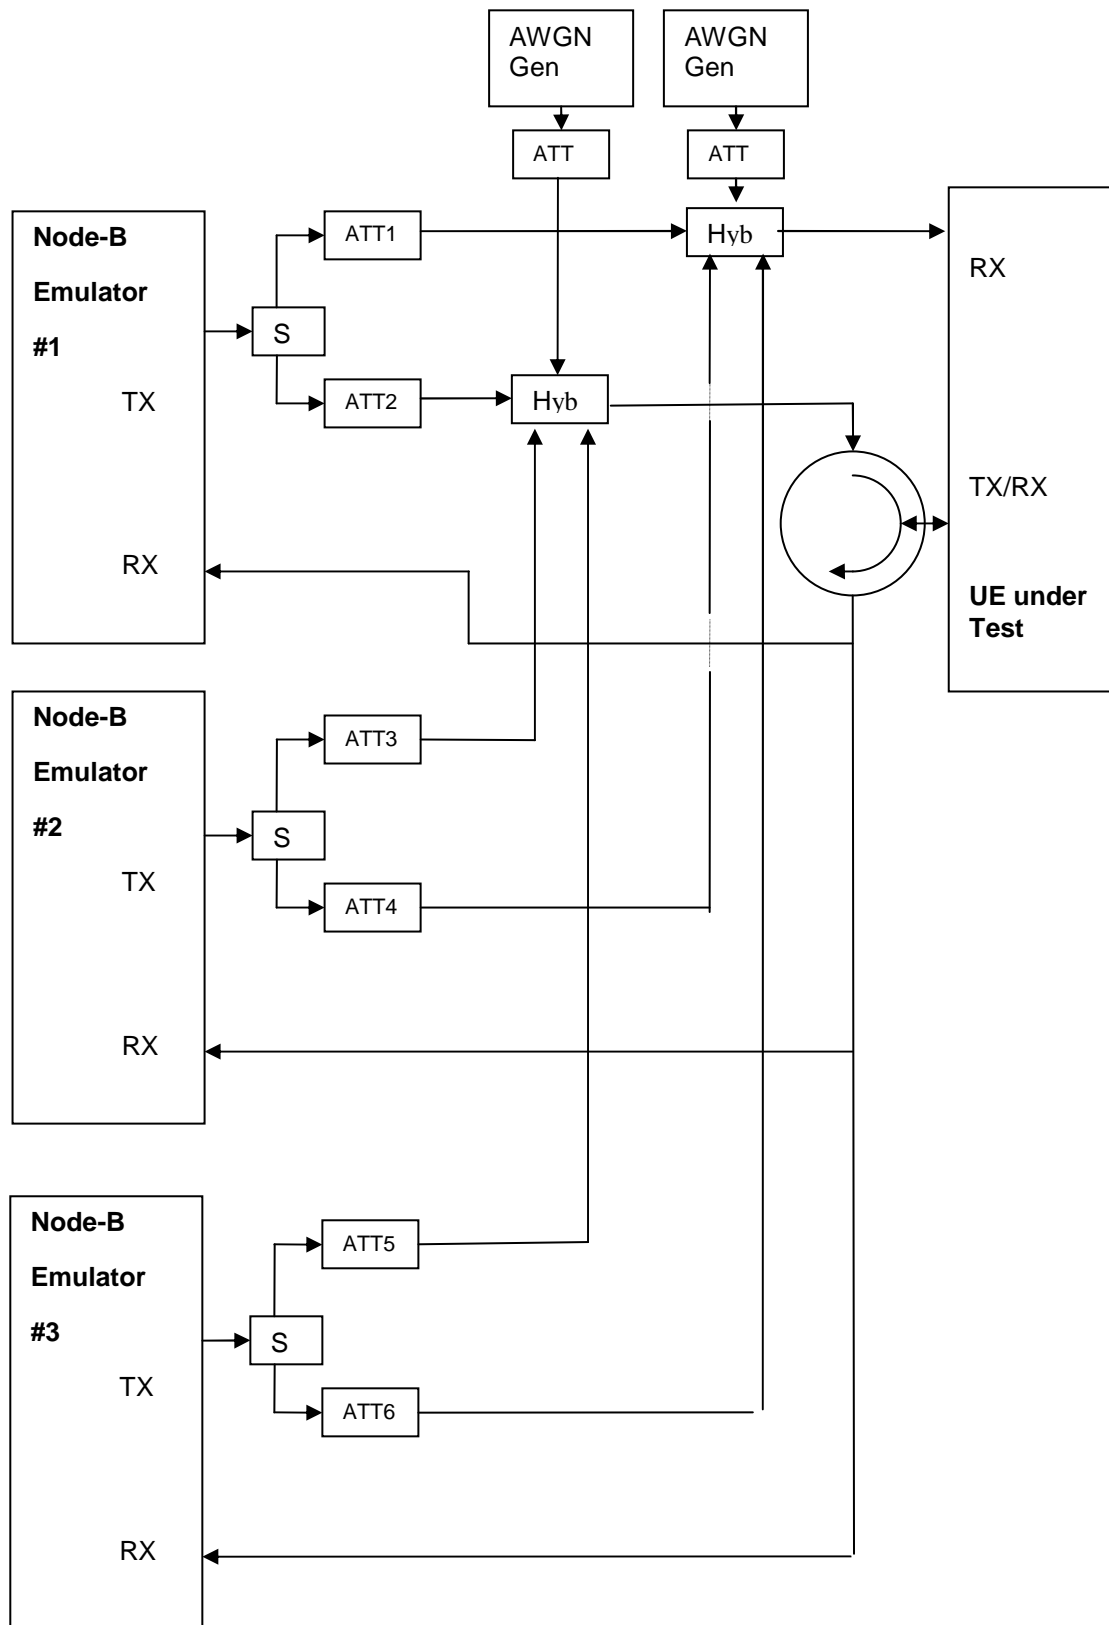 AWGN
Gen
AWGN
Gen
ATT
ATT
Node-B
Emulator
#1
TX
RX
ATT1
S
ATT2
Hyb
Hyb
RX
TX/RX
UE under
Test
Node-B
Emulator
#2
TX
RX
ATT3
S
ATT4
Node-B
Emulator
#3
TX
RX
ATT5
S
ATT6